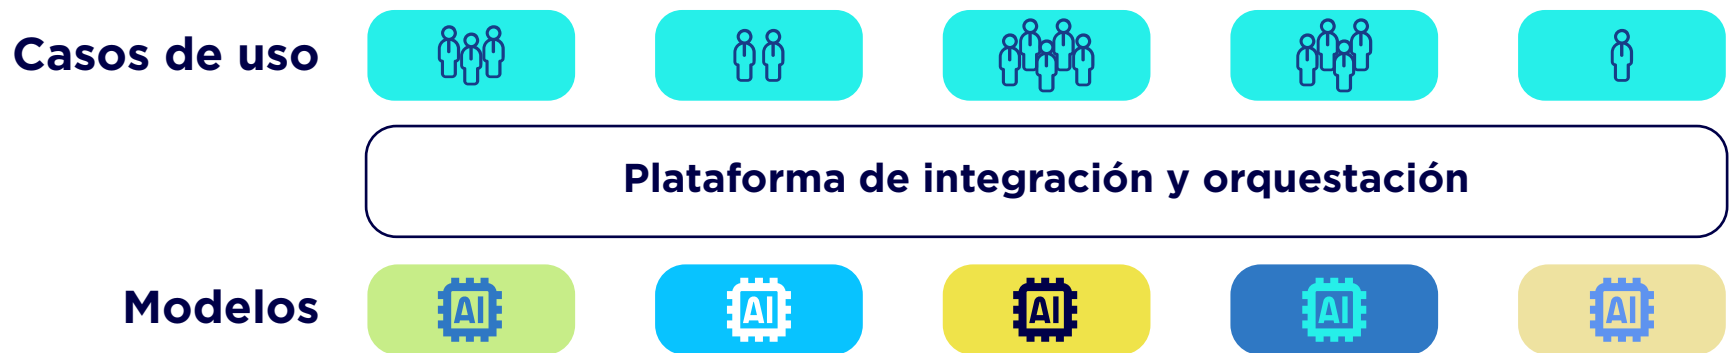 Casos de uso
Plataforma de integración y orquestación
Modelos
AI
AI
AI
AI
AI